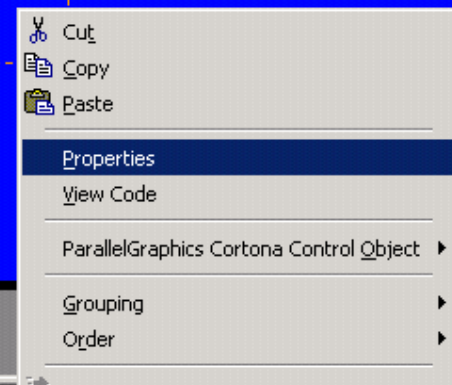 Cut
Copy
Paste
Properties
View Code
ParallelGraphics Cortona Control Object
Grouping
Order